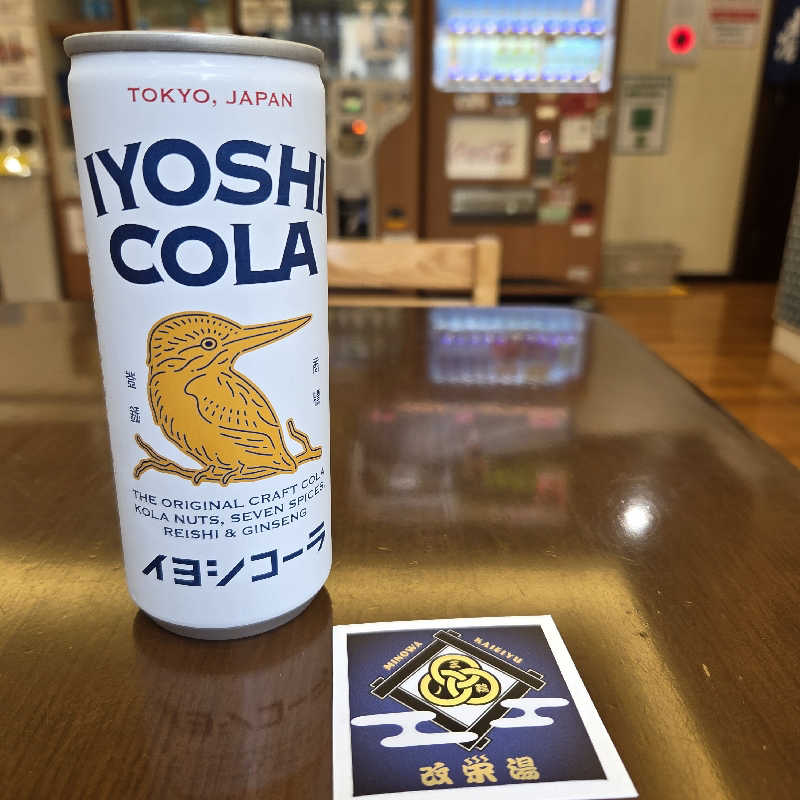 TOKYO, JAPAN
IYOSHI
COLA
THE ORIGINAL CRAFT COLA
KOLA NUTS, SEVEN SPICES,
REISHI & GINSENG
イヨシコーラ
MINOWA KAIEIYU
改栄湯